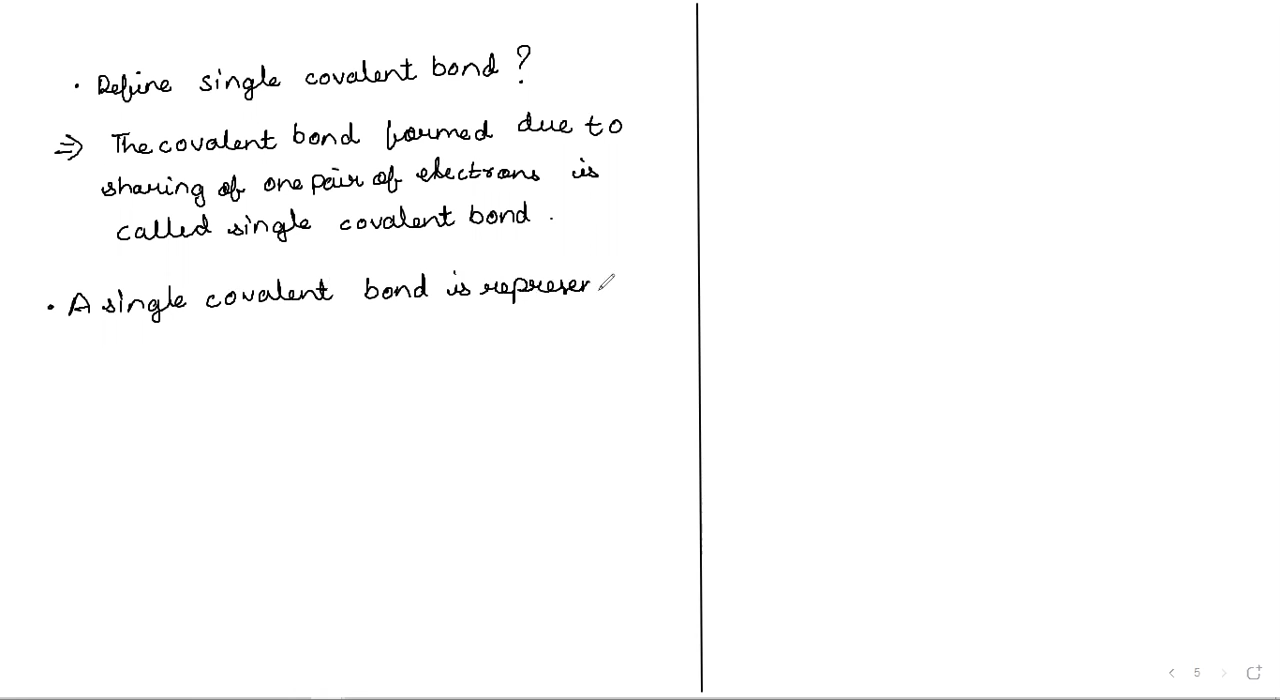 · Define single covalent bond ?
⇒ The covalent bond formed due to
sharing of one pair of electrons is
called single covalent bond .
· A single covalent bond is represen
< 5 >